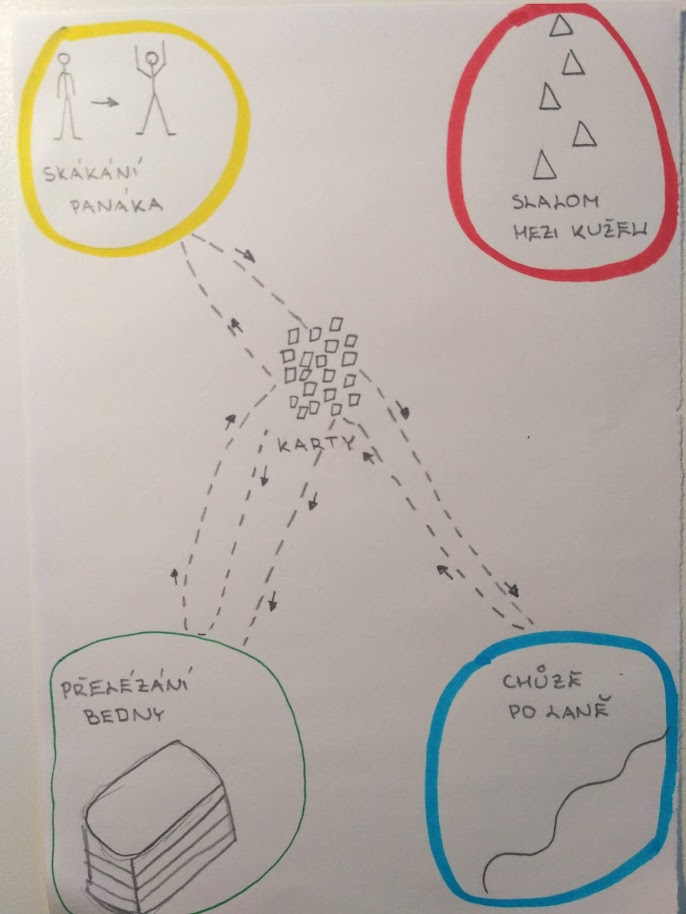 SKÁKÁNÍ
PANÁKA
SLALOM
MEZI KUŽELI
KARTY
PŘELÉZÁNÍ
BEDNY
CHŮZE
PO LANĚ